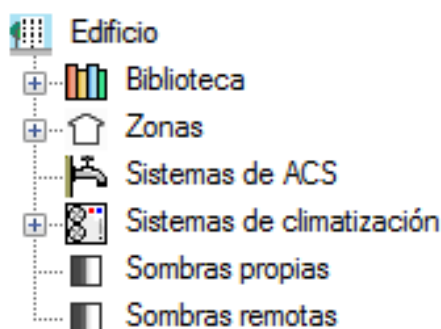 Edificio
Biblioteca
Zonas
Sistemas de ACS
Sistemas de climatización
Sombras propias
Sombras remotas